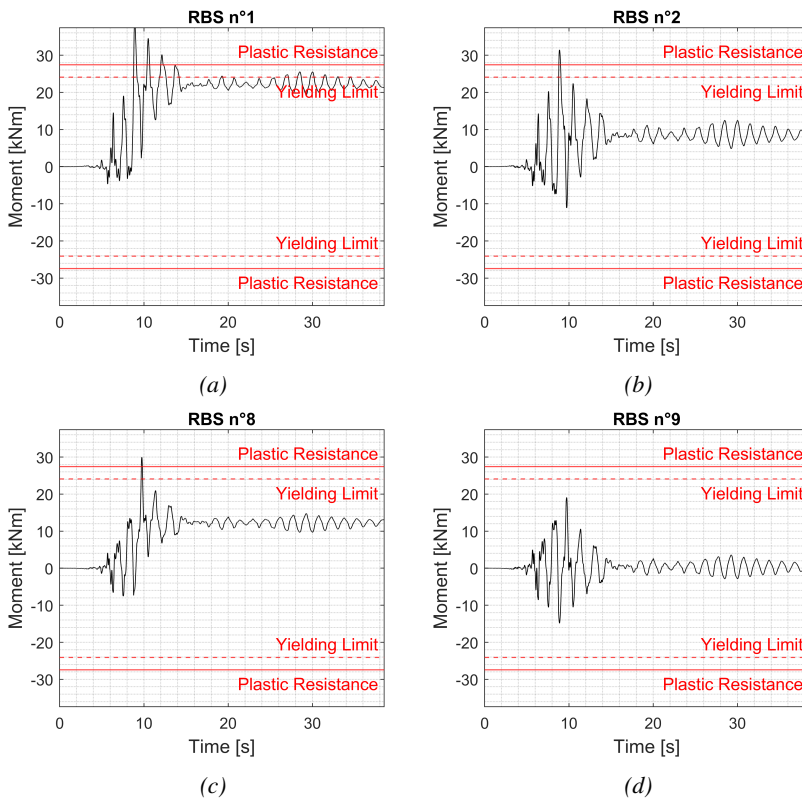 RBS n°1
Moment [kNm]
30
20
10
0
-10
-20
-30
Plastic Resistance
Yielding Limit
Yielding Limit
Plastic Resistance
0 10 20 30
Time [s]
(a)
RBS n°2
Moment [kNm]
30
20
10
0
-10
-20
-30
Plastic Resistance
Yielding Limit
Yielding Limit
Plastic Resistance
0 10 20 30
Time [s]
(b)
RBS n°8
Moment [kNm]
30
20
10
0
-10
-20
-30
Plastic Resistance
Yielding Limit
Yielding Limit
Plastic Resistance
0 10 20 30
Time [s]
(c)
RBS n°9
Moment [kNm]
30
20
10
0
-10
-20
-30
Plastic Resistance
Yielding Limit
Yielding Limit
Plastic Resistance
0 10 20 30
Time [s]
(d)